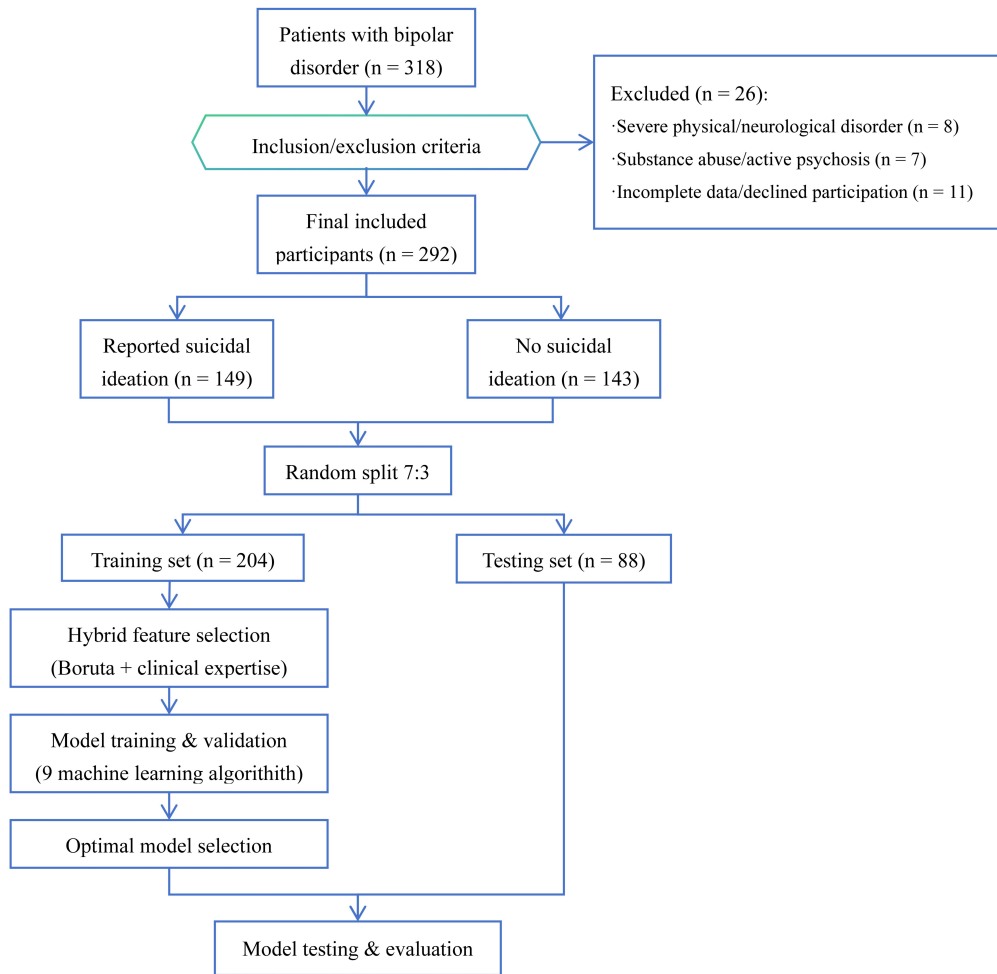 Patients with bipolar
disorder (n = 318)
Inclusion/exclusion criteria
Excluded (n = 26):
·Severe physical/neurological disorder (n = 8)
·Substance abuse/active psychosis (n = 7)
·Incomplete data/declined participation (n = 11)
Final included
participants (n = 292)
Reported suicidal
ideation (n = 149)
No suicidal
ideation (n = 143)
Random split 7:3
Training set (n = 204)
Testing set (n = 88)
Hybrid feature selection
(Boruta + clinical expertise)
Model training & validation
(9 machine learning algorithith)
Optimal model selection
Model testing & evaluation